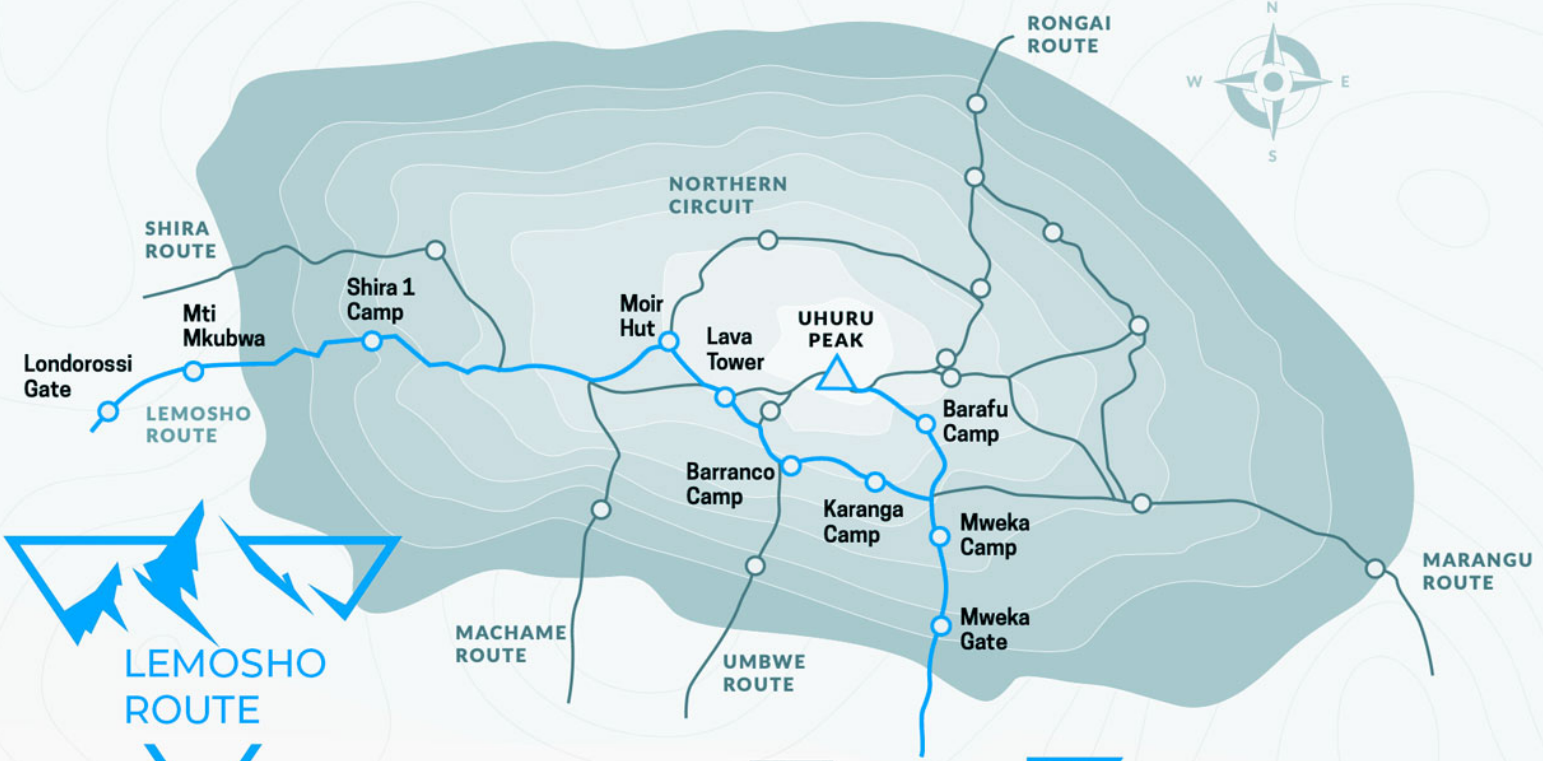 RONGAI
ROUTE
N
W
E
S
NORTHERN
CIRCUIT
SHIRA
ROUTE
Shira 1
Camp
Mti
Mkubwa
Moir
Hut
Lava
Tower
UHURU
PEAK
Londorossi
Gate
LEMOSHO
ROUTE
Barafu
Camp
Barranco
Camp
Karanga
Camp
Mweka
Camp
MARANGU
ROUTE
Mweka
Gate
MACHAME
ROUTE
UMBWE
ROUTE
LEMOSHO
ROUTE